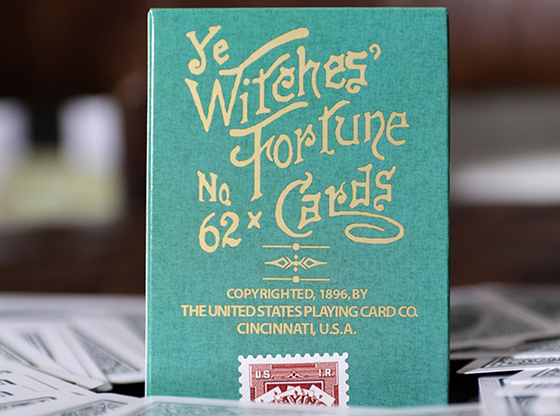 Ye
Witches'
Fortune
Cards
No
62x
COPYRIGHTED, 1896, BY
THE UNITED STATES PLAYING CARD CO.
CINCINNATI, U.S.A.
U.S. I.R.